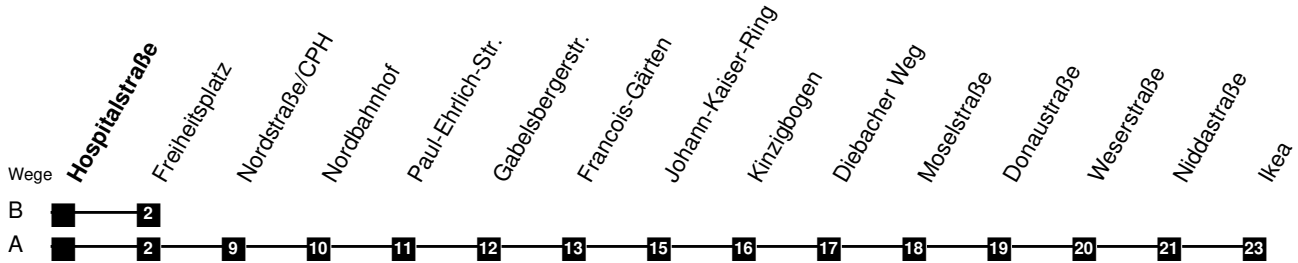 Wege Hospitalstraße Freiheitsplatz Nordstraße/CPH Nordbahnhof Paul-Ehrlich-Str. Gabelsbergerstr. Francois-Gärten Johann-Kaiser-Ring Kinzigbogen Diebacher Weg Moselstraße Donaustraße Weserstraße Niddastraße Ikea
B 2
A 2 9 10 11 12 13 15 16 17 18 19 20 21 23